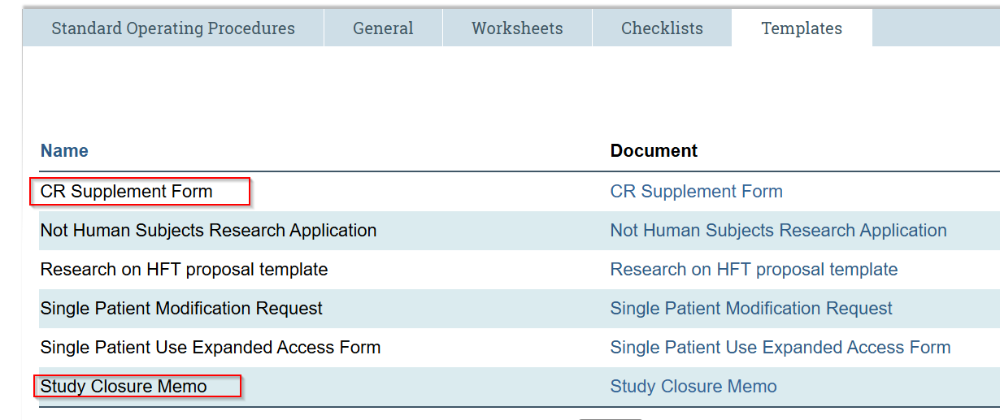 Standard Operating Procedures General Worksheets Checklists Templates
Name Document
CR Supplement Form CR Supplement Form
Not Human Subjects Research Application Not Human Subjects Research Application
Research on HFT proposal template Research on HFT proposal template
Single Patient Modification Request Single Patient Modification Request
Single Patient Use Expanded Access Form Single Patient Use Expanded Access Form
Study Closure Memo Study Closure Memo